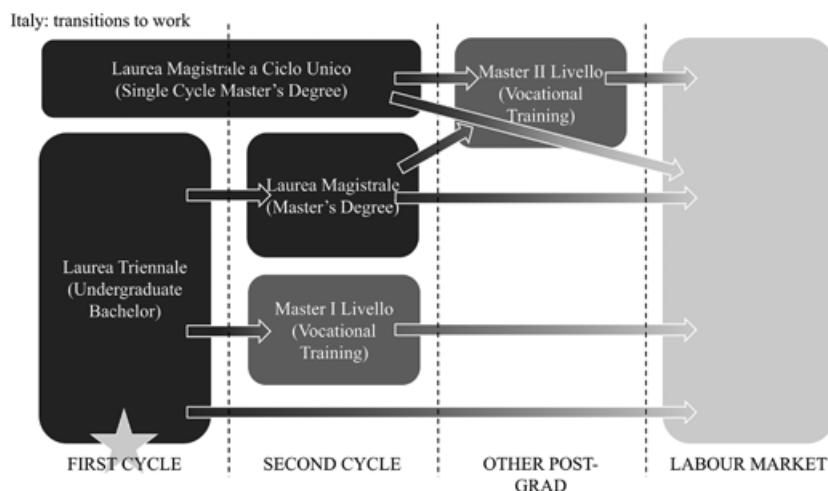 Italy: transitions to work
Laurea Magistrale a Ciclo Unico
(Single Cycle Master's Degree)
Master II Livello
(Vocational
Training)
Laurea Magistrale
(Master's Degree)
Laurea Triennale
(Undergraduate
Bachelor)
Master I Livello
(Vocational
Training)
FIRST CYCLE
SECOND CYCLE
OTHER POST-
GRAD
LABOUR MARKET